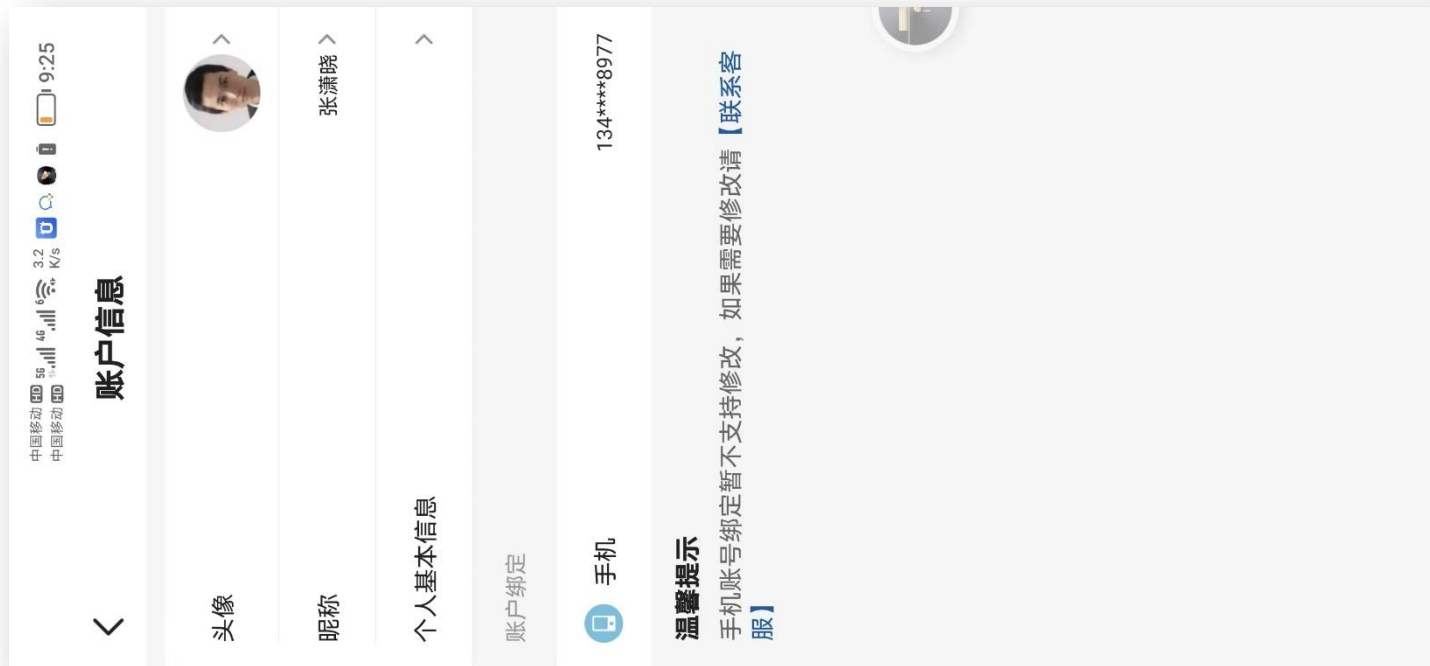 中国移动 HD 5G 4G 6 3.2 9:25
中国移动 HD K/s
账户信息
头像
昵称 张潇晓
个人基本信息
账户绑定
手机 134****8977
温馨提示
手机账号绑定暂不支持修改，如果需要修改请【联系客
服】